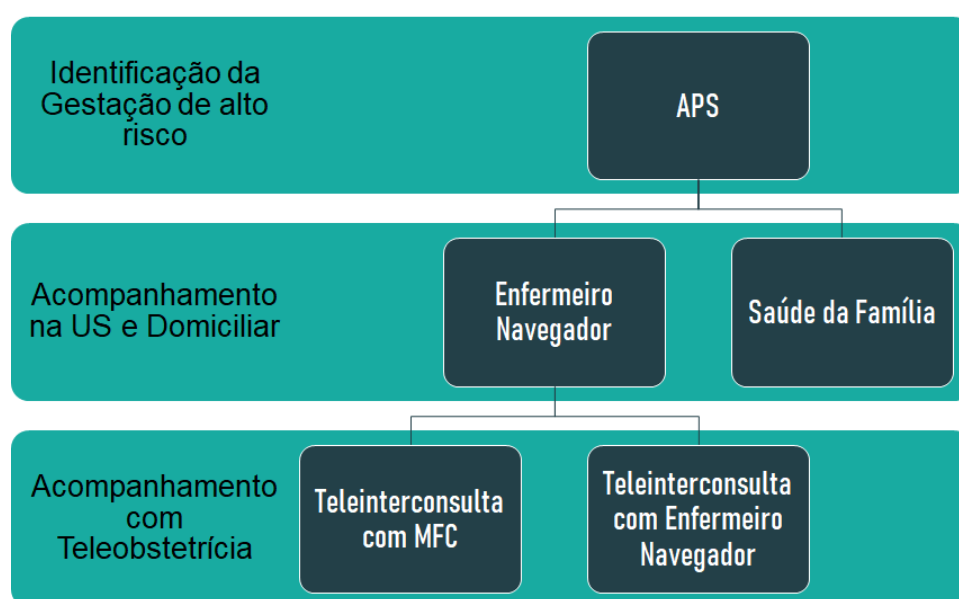 Identificação da
Gestação de alto
risco
APS
Acompanhamento
na US e Domiciliar
Enfermeiro
Navegador
Saúde da Família
Acompanhamento
com
Teleobstetrícia
Teleinterconsulta
com MFC
Teleinterconsulta
com Enfermeiro
Navegador